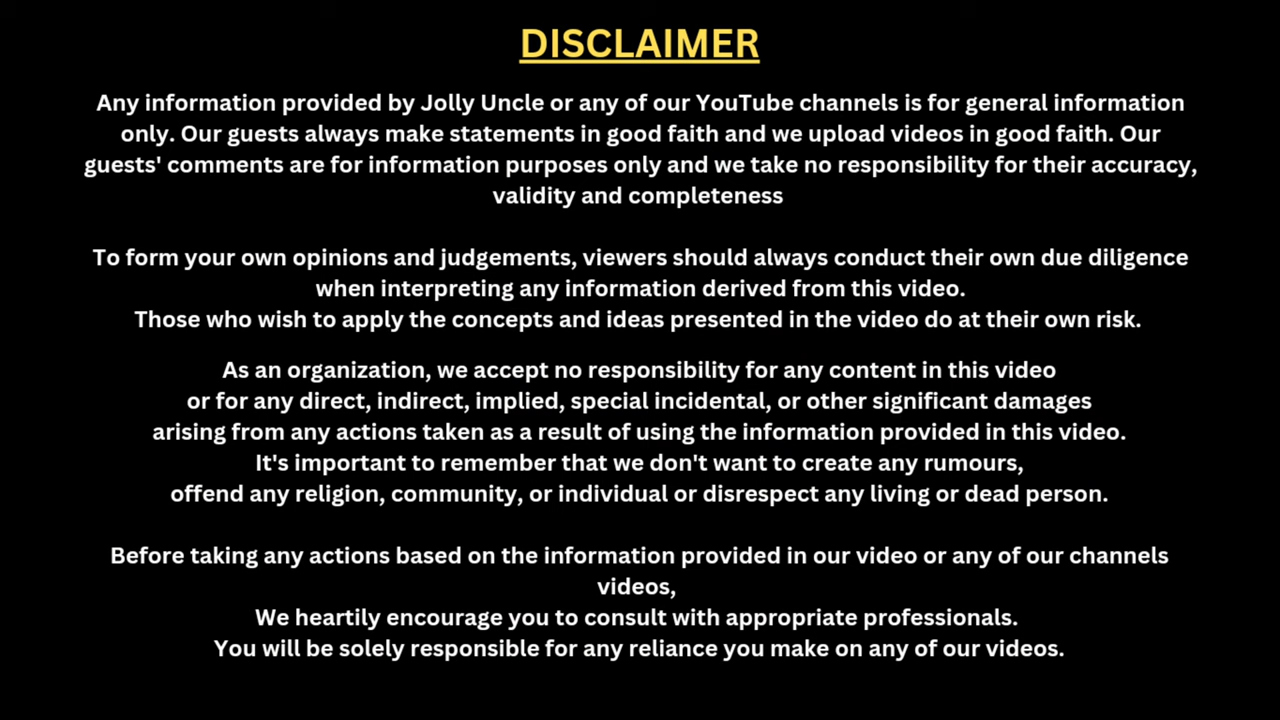 DISCLAIMER
Any information provided by Jolly Uncle or any of our YouTube channels is for general information
only. Our guests always make statements in good faith and we upload videos in good faith. Our
guests' comments are for information purposes only and we take no responsibility for their accuracy,
validity and completeness
To form your own opinions and judgements, viewers should always conduct their own due diligence
when interpreting any information derived from this video.
Those who wish to apply the concepts and ideas presented in the video do at their own risk.
As an organization, we accept no responsibility for any content in this video
or for any direct, indirect, implied, special incidental, or other significant damages
arising from any actions taken as a result of using the information provided in this video.
It's important to remember that we don't want to create any rumours,
offend any religion, community, or individual or disrespect any living or dead person.
Before taking any actions based on the information provided in our video or any of our channels
videos,
We heartily encourage you to consult with appropriate professionals.
You will be solely responsible for any reliance you make on any of our videos.